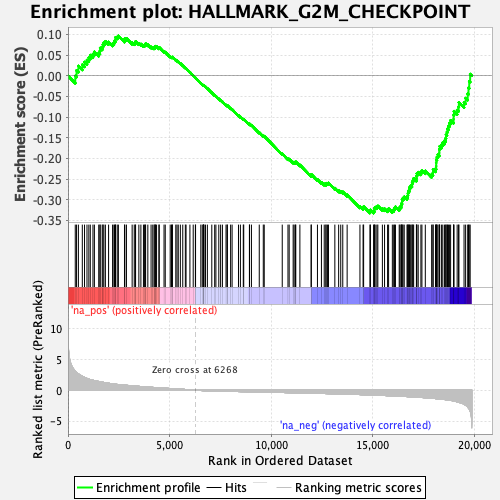 Enrichment plot: HALLMARK_G2M_CHECKPOINT
Enrichment score (ES)
0.10
0.05
0.00
-0.05
-0.10
-0.15
-0.20
-0.25
-0.30
-0.35
'na_pos' (positively correlated)
Ranked list metric (PreRanked)
10
5
0
-5
Zero cross at 6268
'na_neg' (negatively correlated)
0
5,000
10,000
15,000
20,000
Rank in Ordered Dataset
Enrichment profile
Hits
Ranking metric scores